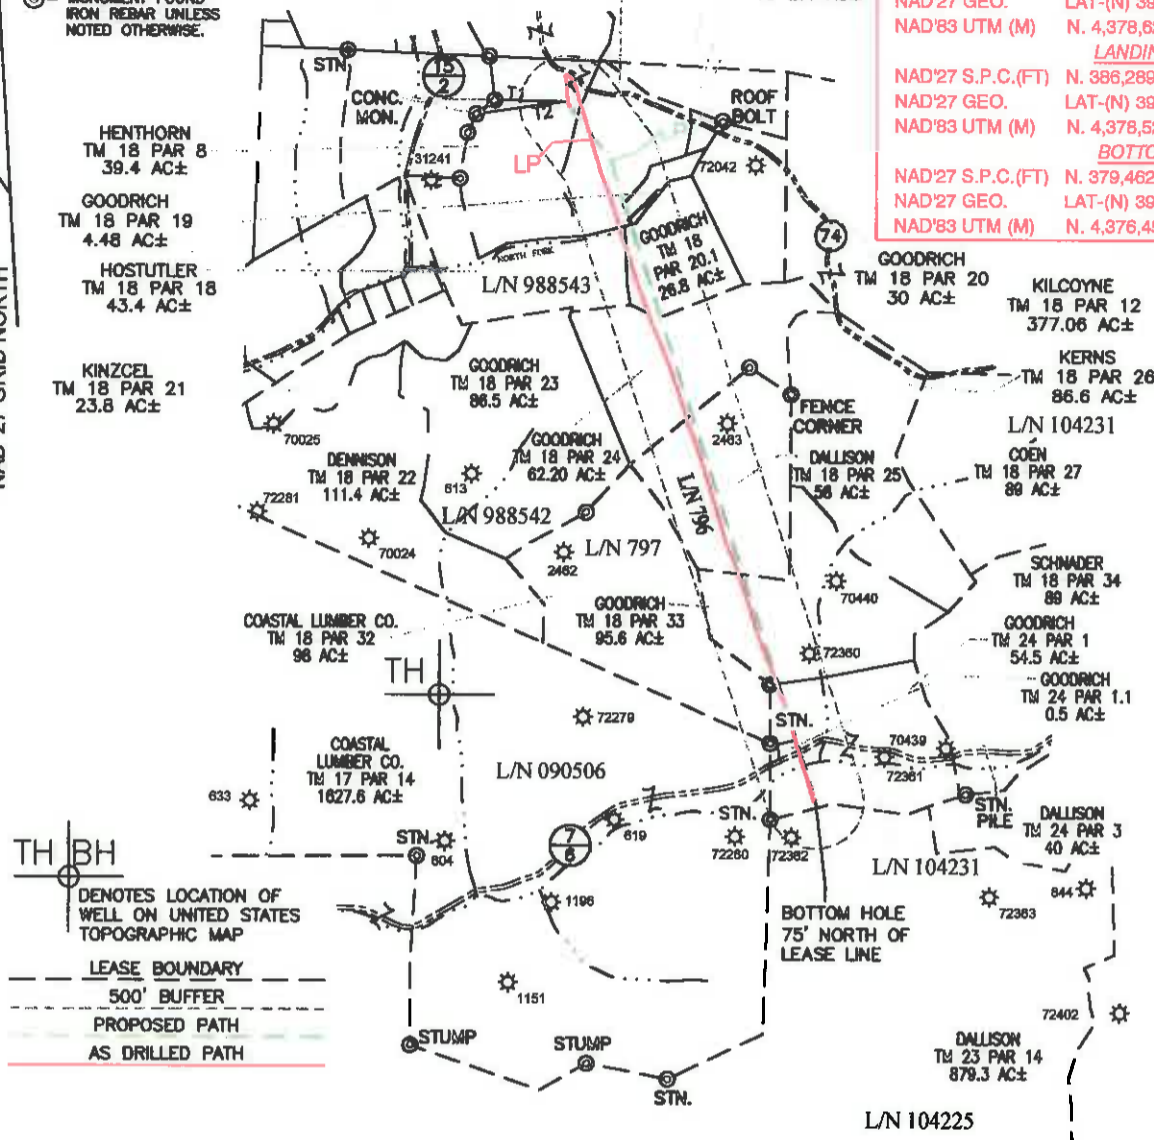 IRON REBAR UNLESS
NOTED OTHERWISE.
NAD'27 GEO.
NAD'83 UTM (M)
N. 4,378,6
NAD'27 S.P.C.(FT)
N. 386,289
NAD'27 GEO.
LAT-(N) 39
NAD'83 UTM (M)
N. 4,378,5
BOTTO
NAD'27 S.P.C.(FT)
N. 379,462
NAD'27 GEO.
LAT-(N) 39
NAD'83 UTM (M)
N. 4,376,4
STN.
15
2
T1
T2
CONC.
MON.
ROOF
BOLT
HENTHORN
TM 18 PAR 8
39.4 AC±
31241
LP
LP
72042
GOODRICH
TM 18 PAR 19
4.48 AC±
HOSTUTLER
TM 18 PAR 18
43.4 AC±
NORTH FORK
L/N 988543
GOODRICH
TM 18
PAR 20.1
26.8 AC±
74
GOODRICH
TM 18 PAR 20
30 AC±
KILCOYNE
TM 18 PAR 12
377.06 AC±
KINZCEL
TM 18 PAR 21
23.8 AC±
GOODRICH
TM 18 PAR 23
86.5 AC±
KERNS
TM 18 PAR 26
86.6 AC±
L/N 104231
FENCE
CORNER
70025
2463
GOODRICH
TM 18 PAR 24
62.20 AC±
DENNISON
TM 18 PAR 22
111.4 AC±
613
DALLISON
TM 18 PAR 25
56 AC±
COEN
TM 18 PAR 27
89 AC±
72281
L/N 988542
L/N 796
70024
L/N 797
2462
70440
SCHNADER
TM 18 PAR 34
89 AC±
COASTAL LUMBER CO.
TM 18 PAR 32
98 AC±
GOODRICH
TM 18 PAR 33
95.6 AC±
GOODRICH
TM 24 PAR 1
54.5 AC±
72360
TH
GOODRICH
TM 24 PAR 1.1
0.5 AC±
72279
STN.
70439
72361
COASTAL
LUMBER CO.
TM 17 PAR 14
1627.6 AC±
L/N 090506
633
STN.
PILE
STN.
604
619
STN.
72280
72362
DALLISON
TM 24 PAR 3
40 AC±
7
8
L/N 104231
TH BH
DENOTES LOCATION OF
WELL ON UNITED STATES
TOPOGRAPHIC MAP
1196
BOTTOM HOLE
75' NORTH OF
LEASE LINE
72363
844
LEASE BOUNDARY
500' BUFFER
PROPOSED PATH
AS DRILLED PATH
1151
72402
STUMP
STUMP
STN.
DALLISON
TM 23 PAR 14
879.3 AC±
L/N 104225